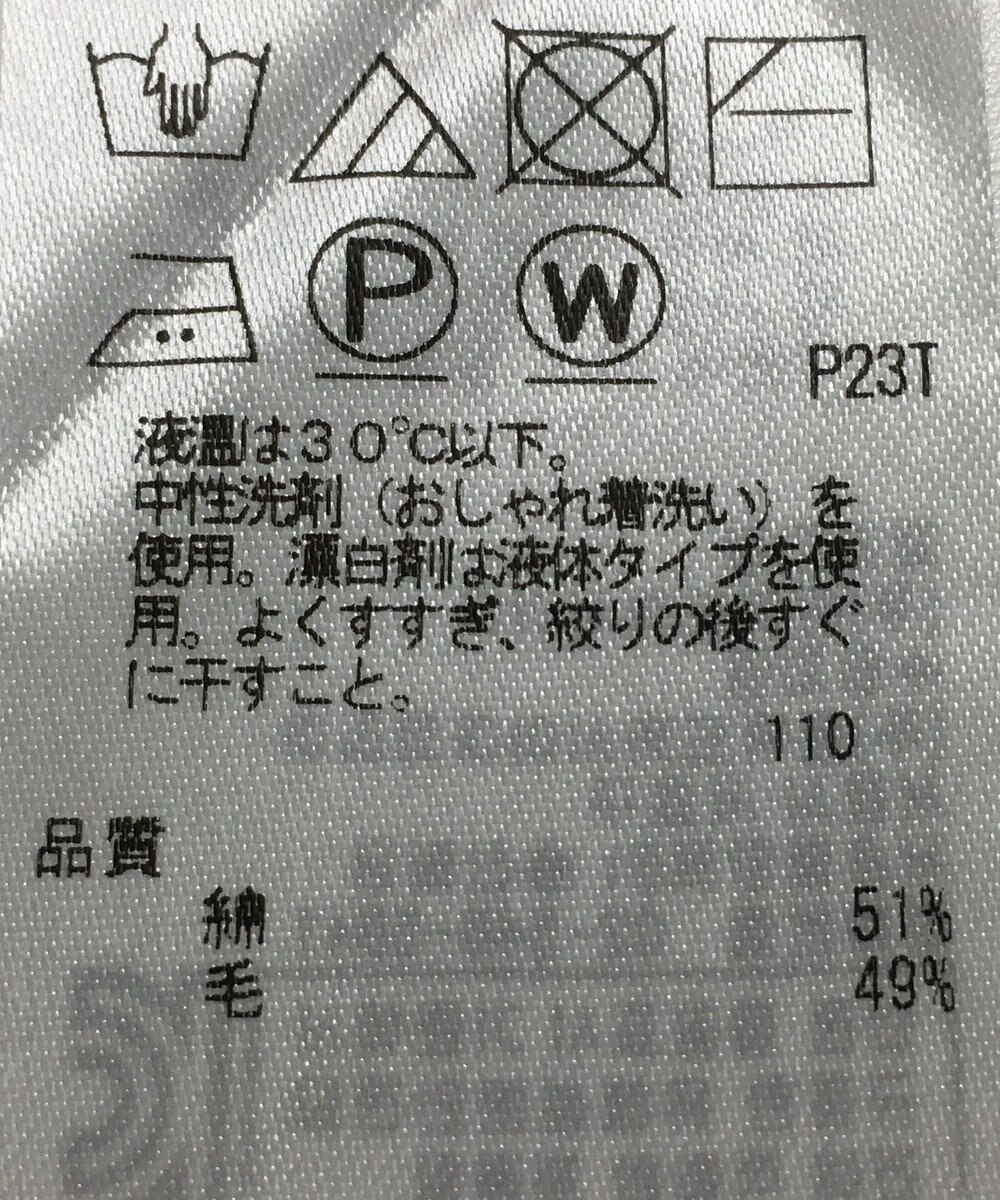 P W
P23T
液温は30℃以下。
中性洗剤(おしゃれ着洗い)を
使用。漂白剤は液体タイプを使
用。よくすすぎ、絞りの後すぐ
に干すこと。
110
品質
綿 51%
毛 49%